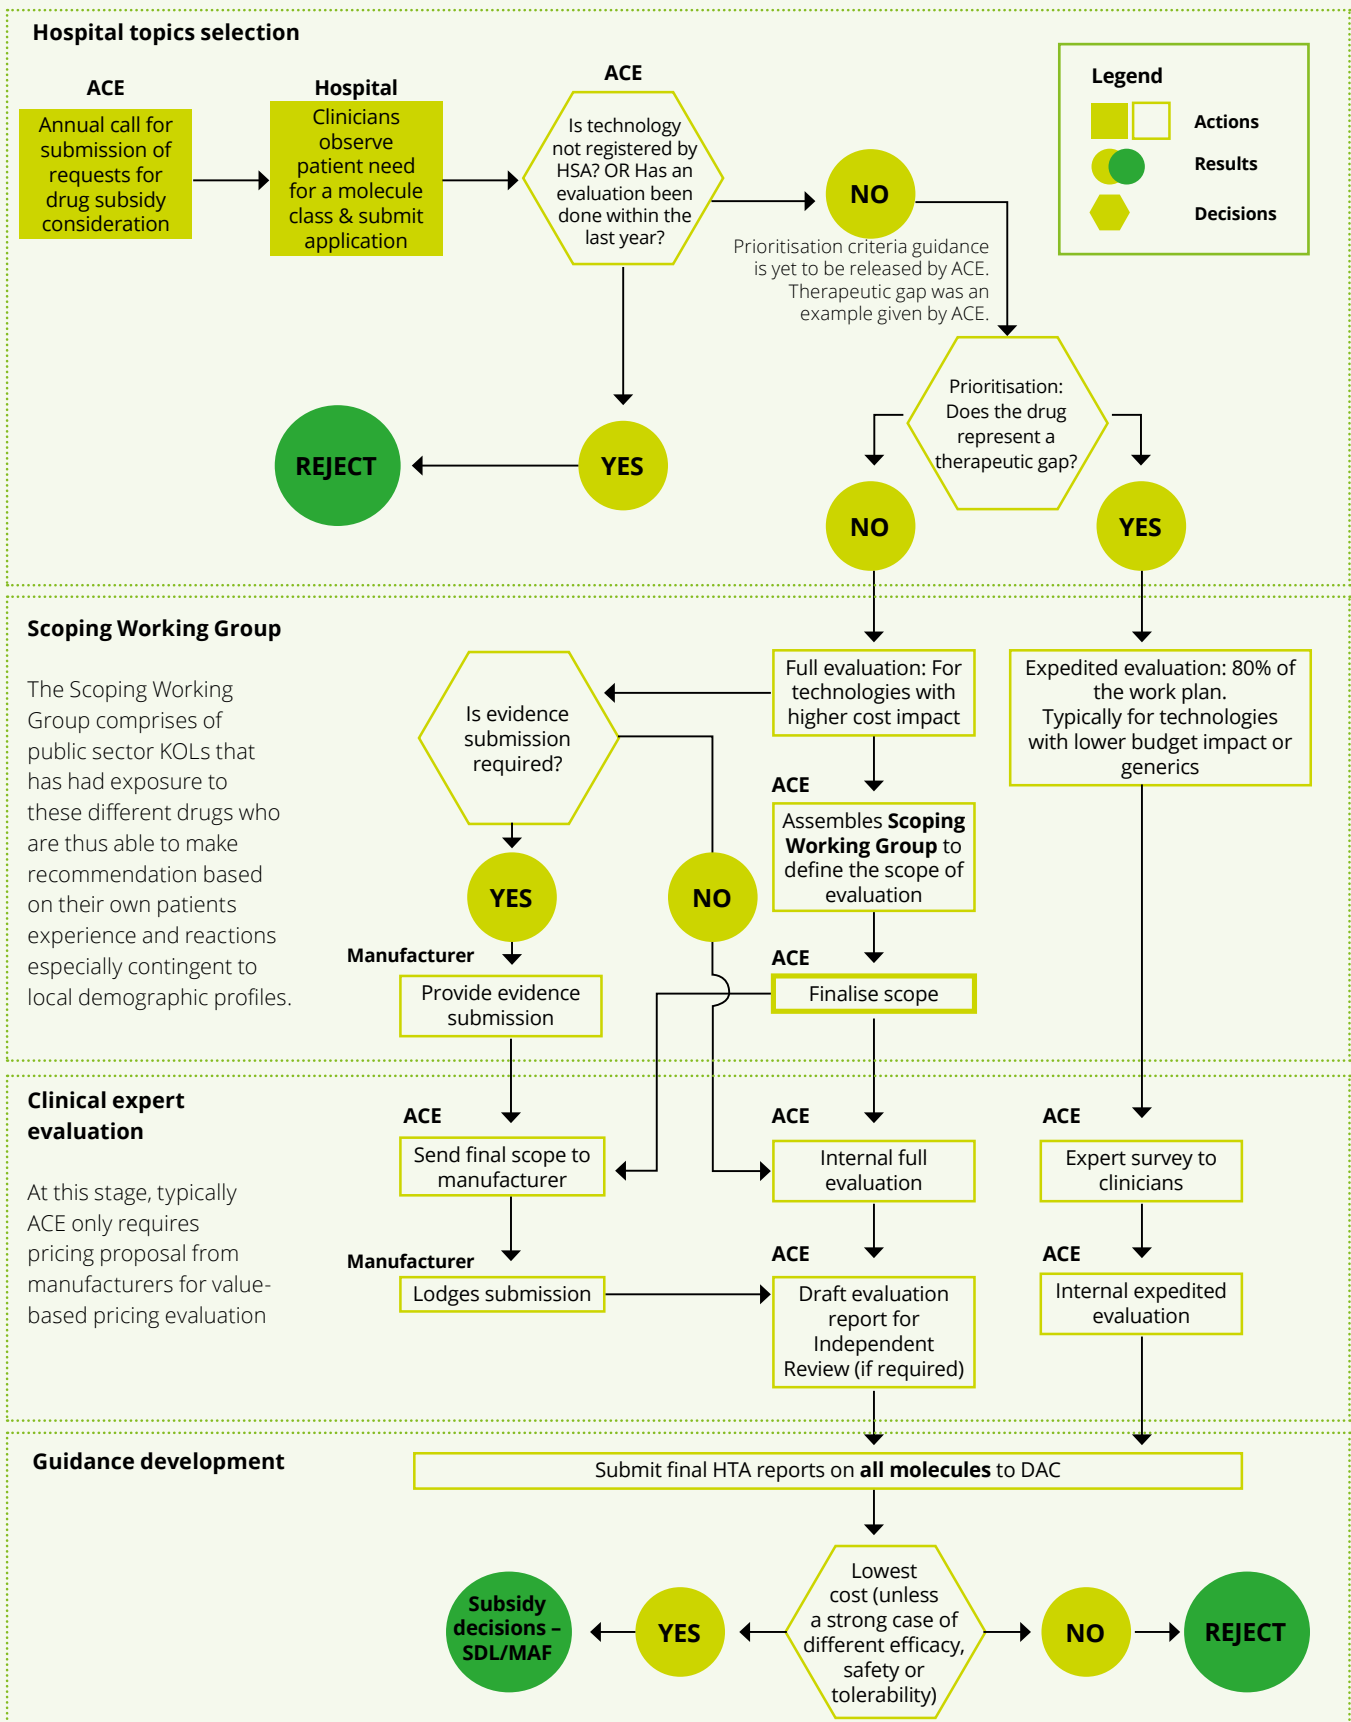 Hospital topics selection
ACE
Annual call for
submission of
requests for
drug subsidy
consideration
Hospital
Clinicians
observe
patient need
for a molecule
class & submit
application
ACE
Is technology
not registered by
HSA? OR Has an
evaluation been
done within the
last year?
NO
Legend
Actions
Results
Decisions
Prioritisation criteria guidance
is yet to be released by ACE.
Therapeutic gap was an
example given by ACE.
Prioritisation:
Does the drug
represent a
therapeutic gap?
REJECT
YES
NO
YES
Scoping Working Group
The Scoping Working
Group comprises of
public sector KOLs that
has had exposure to
these different drugs who
are thus able to make
recommendation based
on their own patients
experience and reactions
especially contingent to
local demographic profiles.
Is evidence
submission
required?
Full evaluation: For
technologies with
higher cost impact
Expedited evaluation: 80% of
the work plan.
Typically for technologies
with lower budget impact or
generics
ACE
Assembles Scoping
Working Group to
define the scope of
evaluation
YES
NO
Manufacturer
Provide evidence
submission
ACE
Finalise scope
Clinical expert
evaluation
At this stage, typically
ACE only requires
pricing proposal from
manufacturers for value-
based pricing evaluation
ACE
Send final scope to
manufacturer
ACE
Internal full
evaluation
ACE
Expert survey to
clinicians
Manufacturer
Lodges submission
ACE
Draft evaluation
report for
Independent
Review (if required)
ACE
Internal expedited
evaluation
Guidance development
Submit final HTA reports on all molecules to DAC
Subsidy
decisions –
SDL/MAF
YES
Lowest
cost (unless
a strong case of
different efficacy,
safety or
tolerability)
NO
REJECT